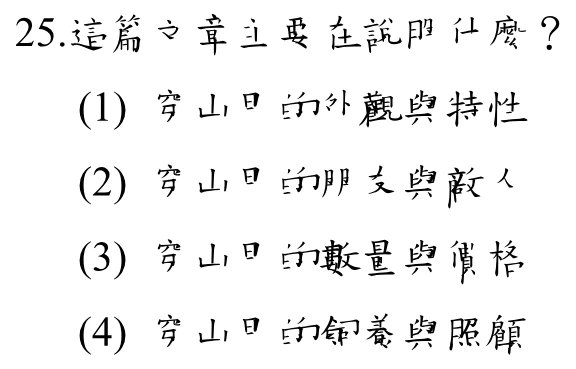 25.這篇文章主要在說明什麼？
(1) 穿山甲的外觀與特性
(2) 穿山甲的朋友與敵人
(3) 穿山甲的數量與價格
(4) 穿山甲的飼養與照顧